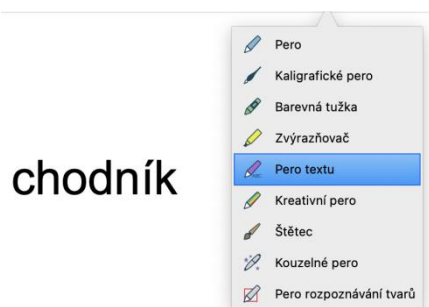 Pero
Kaligrafické pero
Barevná tužka
Zvýrazňovač
chodník
Pero textu
Kreativní pero
Štětec
Kouzelné pero
Pero rozpoznávání tvarů